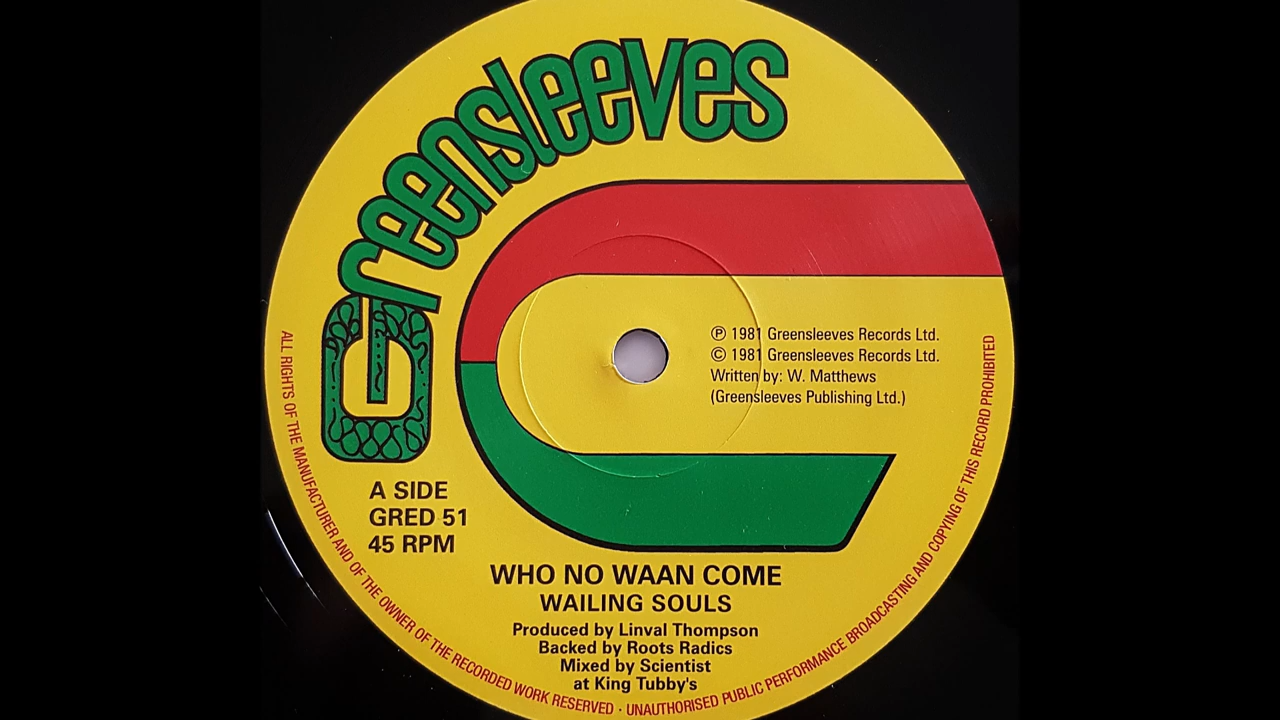 Greensleeves
℗ 1981 Greensleeves Records Ltd.
© 1981 Greensleeves Records Ltd.
Written by: W. Matthews
(Greensleeves Publishing Ltd.)
A SIDE
GRED 51
45 RPM
WHO NO WAAN COME
WAILING SOULS
Produced by Linval Thompson
Backed by Roots Radics
Mixed by Scientist
at King Tubby's
ALL RIGHTS OF THE MANUFACTURER AND OF THE OWNER OF THE RECORDED WORK RESERVED · UNAUTHORISED PUBLIC PERFORMANCE BROADCASTING AND COPYING OF THIS RECORD PROHIBITED